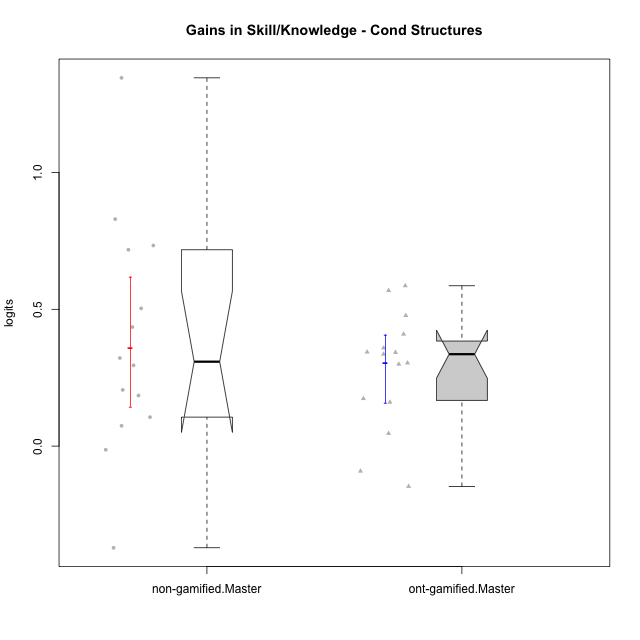 Gains in Skill/Knowledge - Cond Structures
logits
1.0
0.5
0.0
non-gamified.Master
ont-gamified.Master